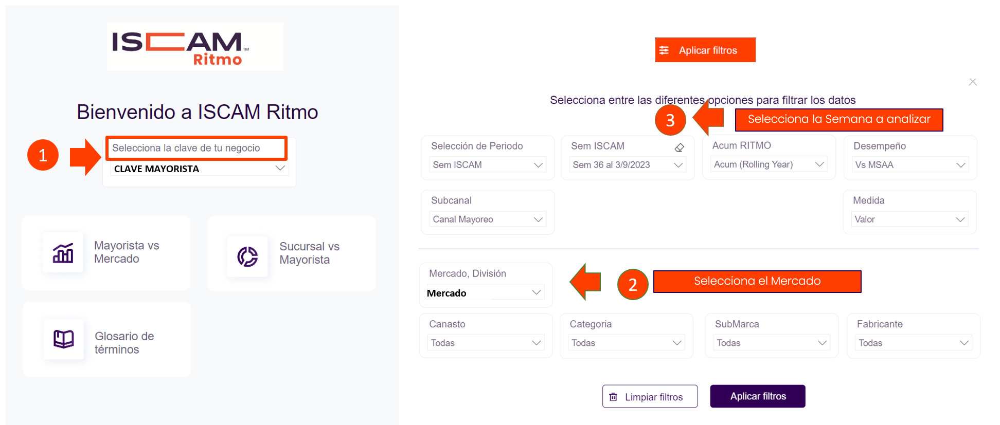 ISCAM™
Ritmo
Bienvenido a ISCAM Ritmo
1
Selecciona la clave de tu negocio
CLAVE MAYORISTA
Mayorista vs
Mercado
Sucursal vs
Mayorista
Glosario de
términos
Aplicar filtros
Selecciona entre las diferentes opciones para filtrar los datos
3
Selecciona la Semana a analizar
Selección de Periodo
Sem ISCAM
Sem ISCAM
Sem 36 al 3/9/2023
Acum RITMO
Acum (Rolling Year)
Desempeño
Vs MSAA
Subcanal
Canal Mayoreo
Medida
Valor
Mercado, División
Mercado
2
Selecciona el Mercado
Canasto
Todas
Categoria
Todas
SubMarca
Todas
Fabricante
Todas
Limpiar filtros
Aplicar filtros